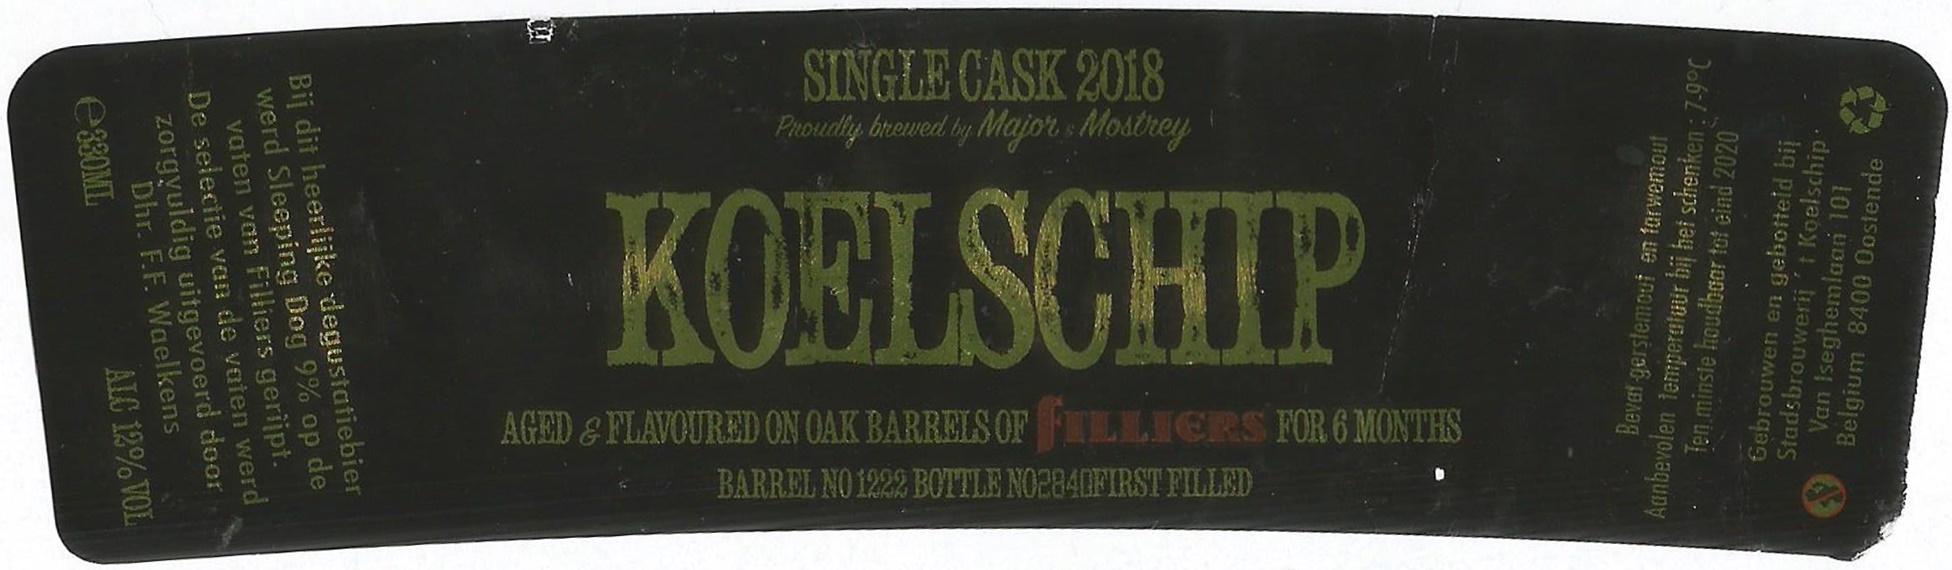 Bij dit heerlijke degustatiebier
werd Sleeping Dog 9% op de
vaten van Filliers gerijpt.
De selectie van de vaten werd
zorgvuldig uitgevoerd door
Dhr. F.F. Waelkens
℮330ML ALC 12% VOL
SINGLE CASK 2018
Proudly brewed by Major & Mostrey
KOELSCHIP
AGED & FLAVOURED ON OAK BARRELS OF FILLIERS FOR 6 MONTHS
BARREL NO 1222 BOTTLE NO2840FIRST FILLED
Bevat gerstemout en tarwemout
Aanbevolen temperatuur bij het schenken : 7-9°C
Ten minste houdbaar tot eind 2020
Gebrouwen en gebotteld bij
Stadsbrouwerij 't Koelschip
Van Iseghemlaan 101
Belgium 8400 Oostende